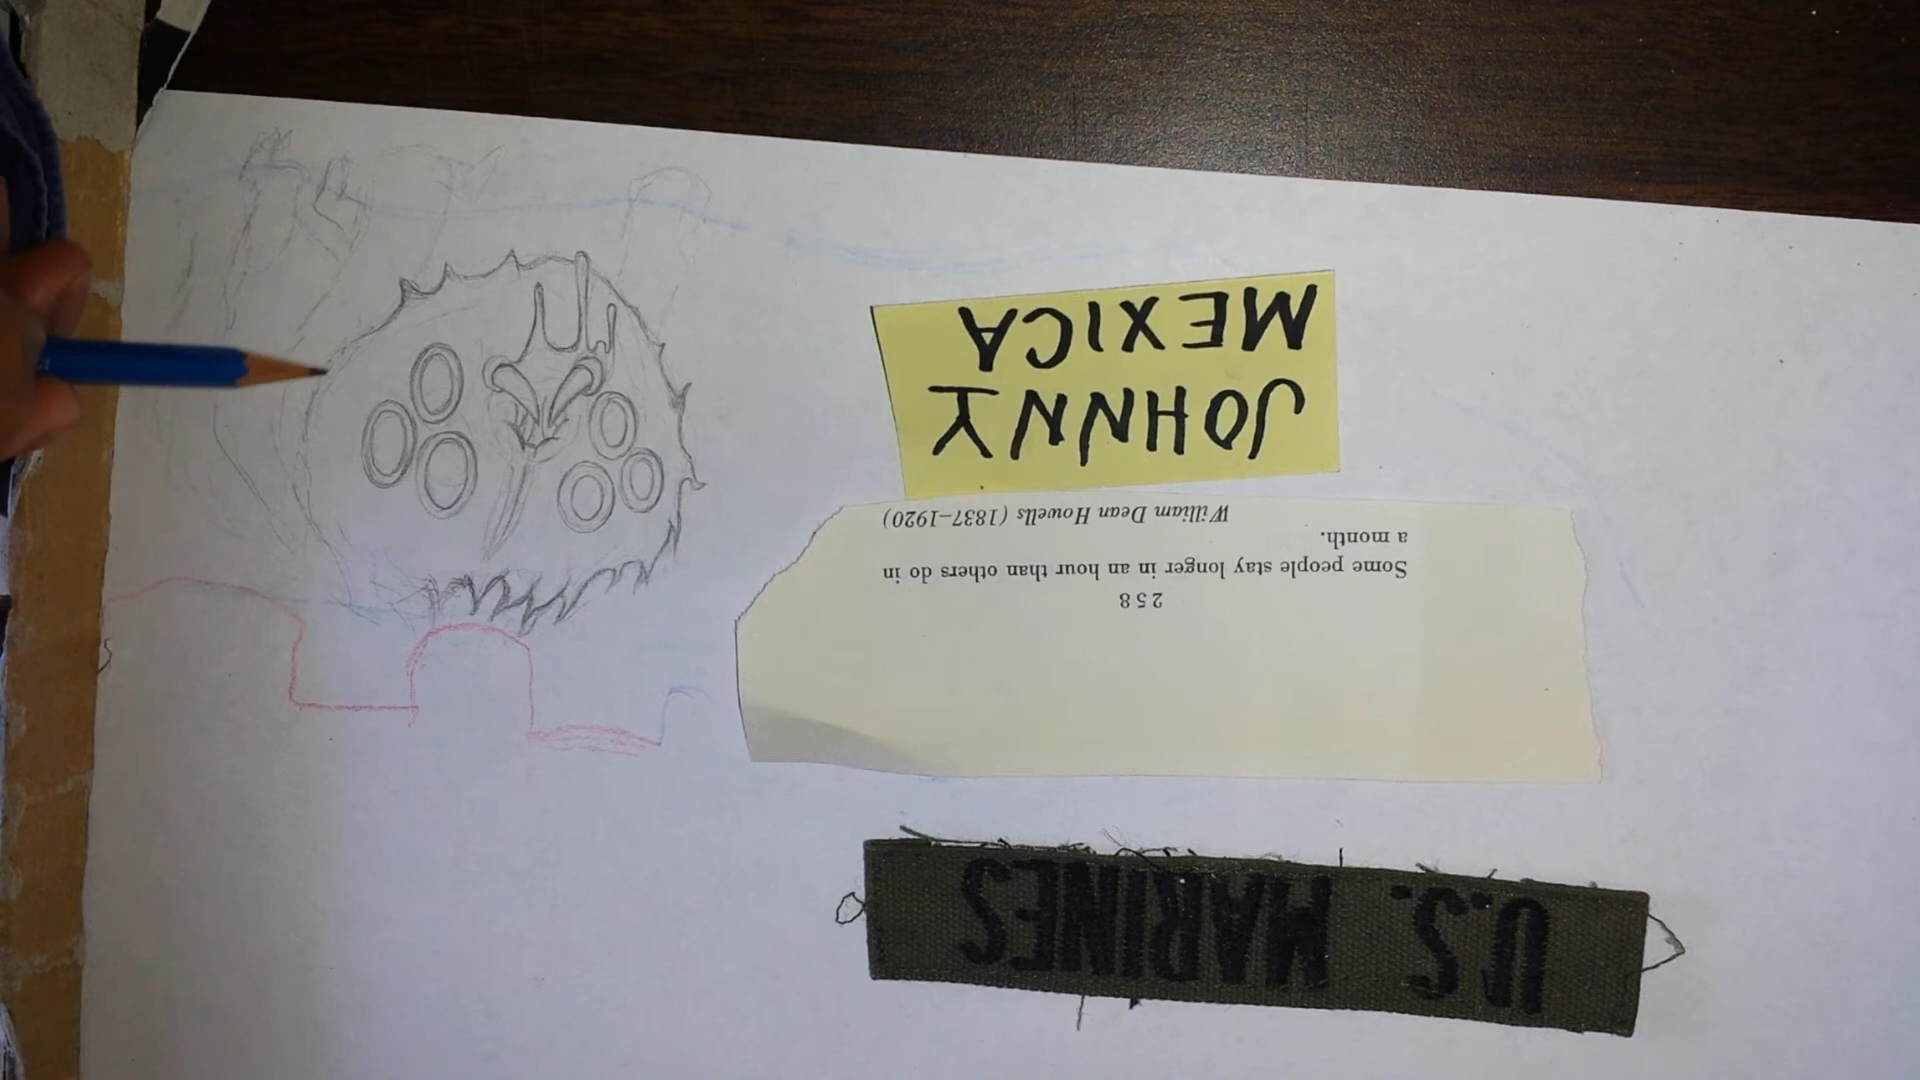 U.S. MARINES
258
Some people stay longer in an hour than others do in
a month.
William Dean Howells (1837–1920)
JOHNNY
MEXICA